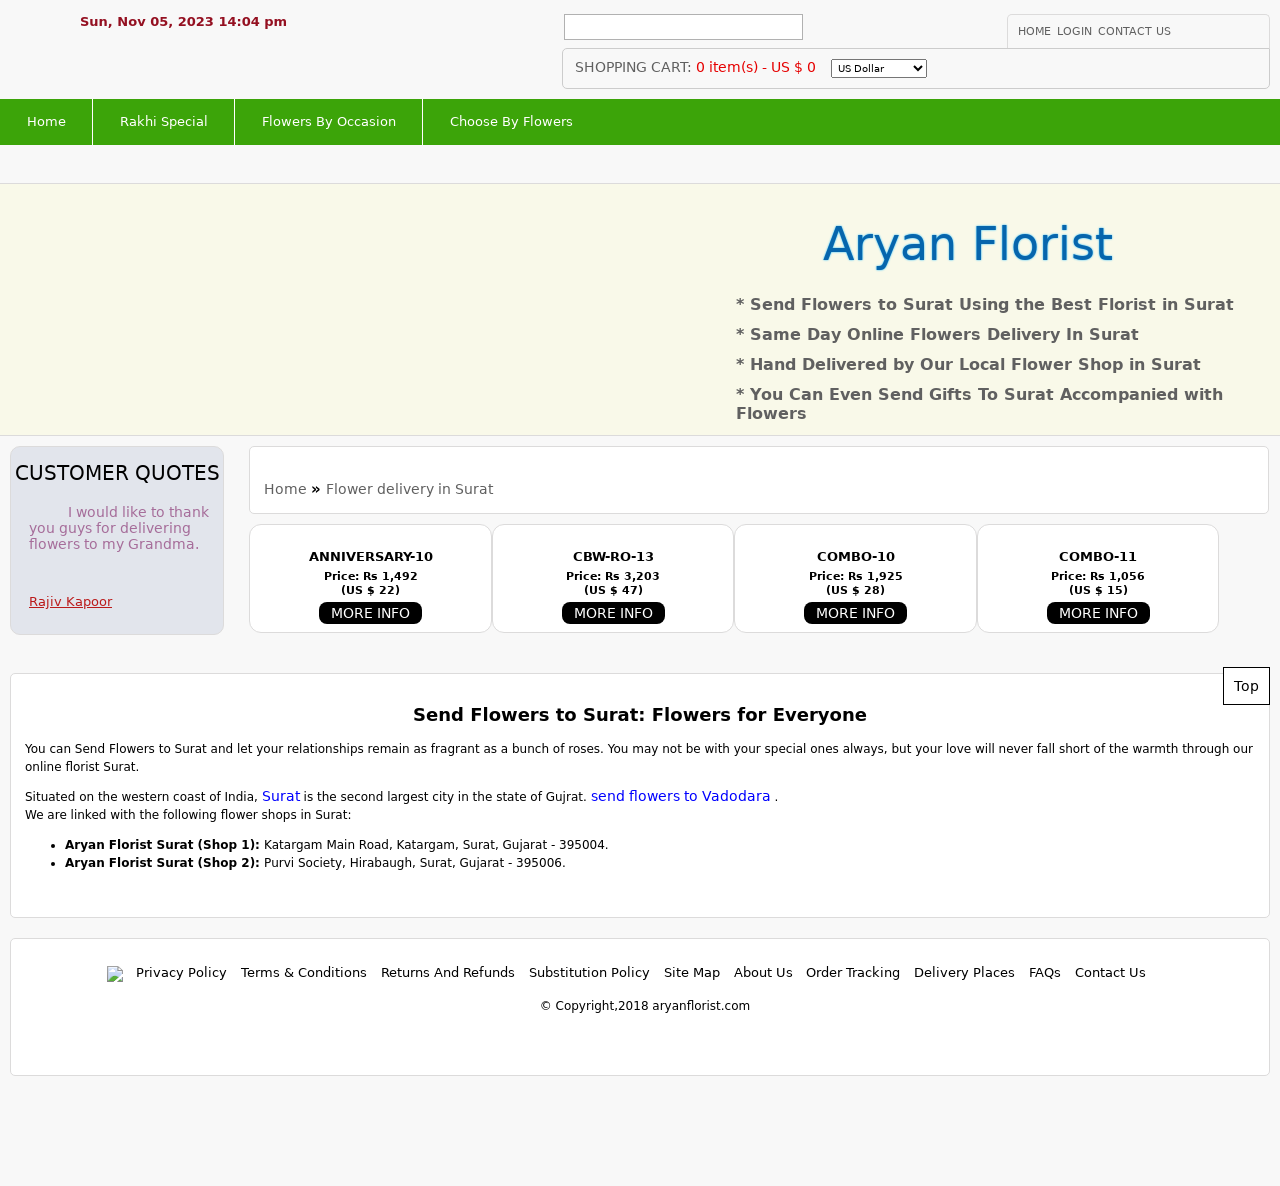 Sun, Nov 05, 2023 14:04 pm
HOME LOGIN CONTACT US
SHOPPING CART: 0 item(s) - US $ 0 US Dollar
Home Rakhi Special Flowers By Occasion Choose By Flowers
Aryan Florist
* Send Flowers to Surat Using the Best Florist in Surat
* Same Day Online Flowers Delivery In Surat
* Hand Delivered by Our Local Flower Shop in Surat
* You Can Even Send Gifts To Surat Accompanied with
Flowers
CUSTOMER QUOTES
I would like to thank
you guys for delivering
flowers to my Grandma.
Rajiv Kapoor
Home » Flower delivery in Surat
ANNIVERSARY-10
Price: Rs 1,492
(US $ 22)
MORE INFO
CBW-RO-13
Price: Rs 3,203
(US $ 47)
MORE INFO
COMBO-10
Price: Rs 1,925
(US $ 28)
MORE INFO
COMBO-11
Price: Rs 1,056
(US $ 15)
MORE INFO
Top
Send Flowers to Surat: Flowers for Everyone
You can Send Flowers to Surat and let your relationships remain as fragrant as a bunch of roses. You may not be with your special ones always, but your love will never fall short of the warmth through our
online florist Surat.
Situated on the western coast of India, Surat is the second largest city in the state of Gujrat. send flowers to Vadodara .
We are linked with the following flower shops in Surat:
• Aryan Florist Surat (Shop 1): Katargam Main Road, Katargam, Surat, Gujarat - 395004.
• Aryan Florist Surat (Shop 2): Purvi Society, Hirabaugh, Surat, Gujarat - 395006.
Privacy Policy Terms & Conditions Returns And Refunds Substitution Policy Site Map About Us Order Tracking Delivery Places FAQs Contact Us
© Copyright,2018 aryanflorist.com